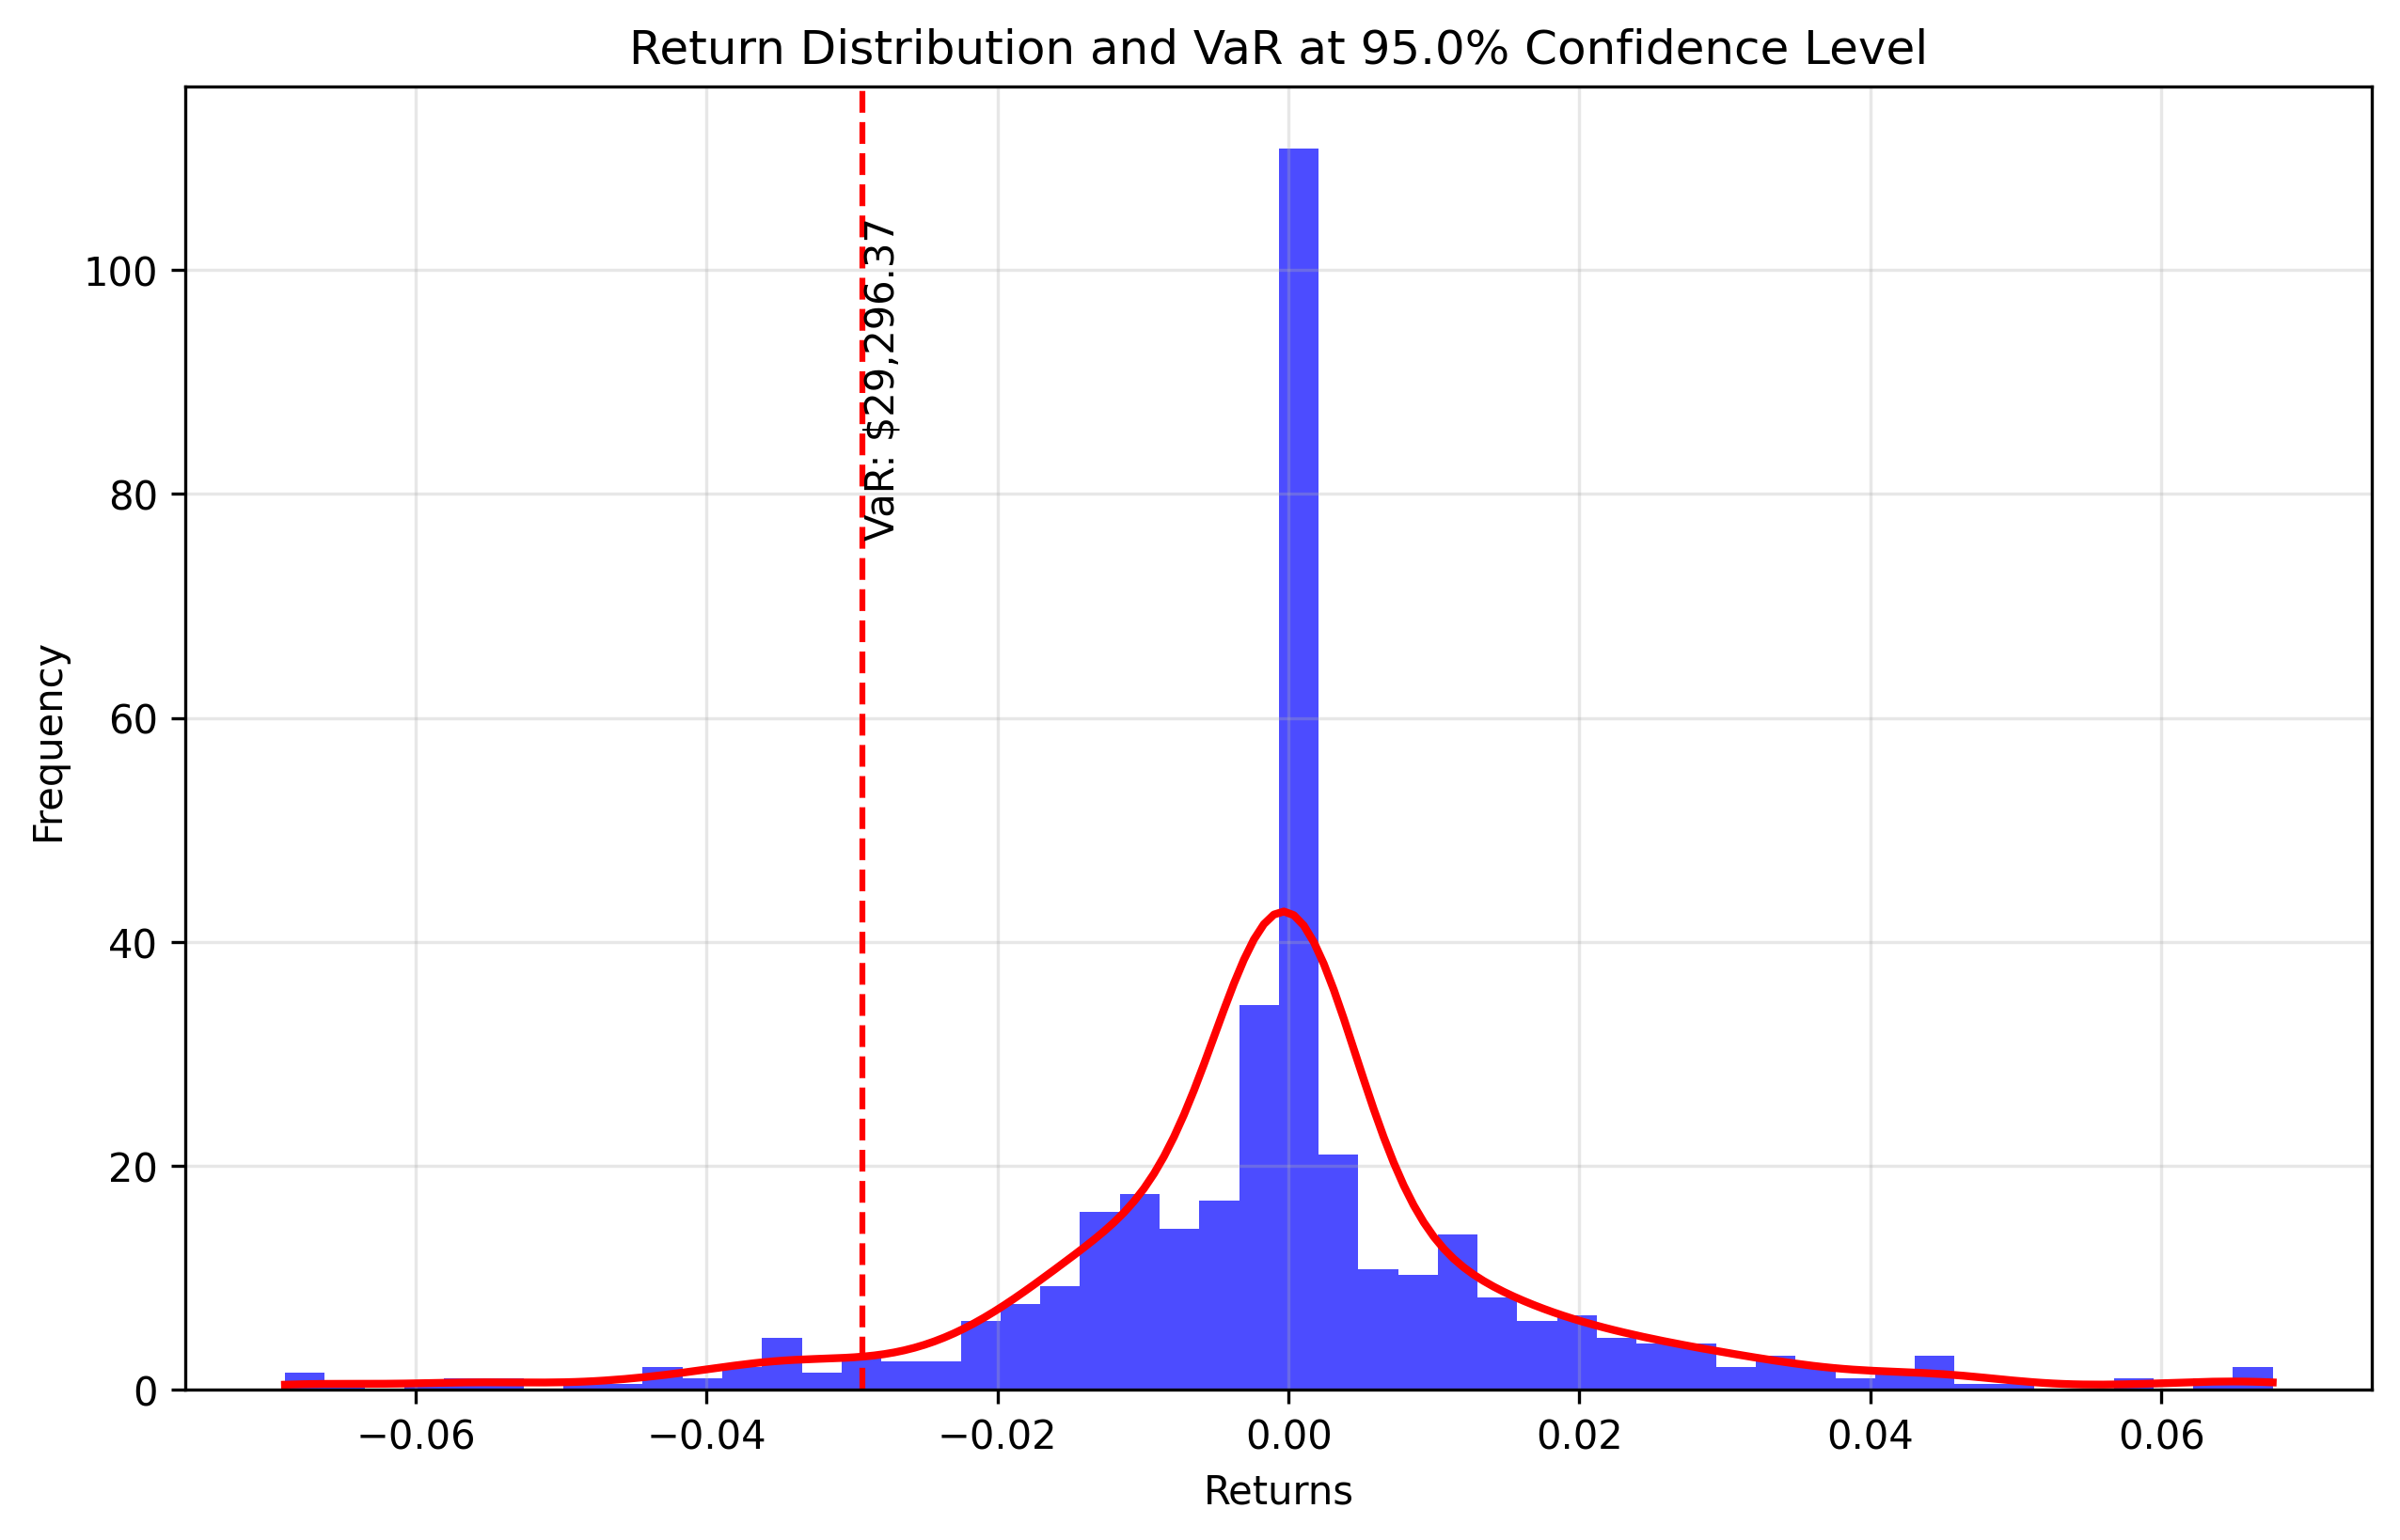 Return Distribution and VaR at 95.0% Confidence Level
VaR: $29,296.37
Frequency
100
80
60
40
20
0
−0.06 −0.04 −0.02 0.00 0.02 0.04 0.06
Returns